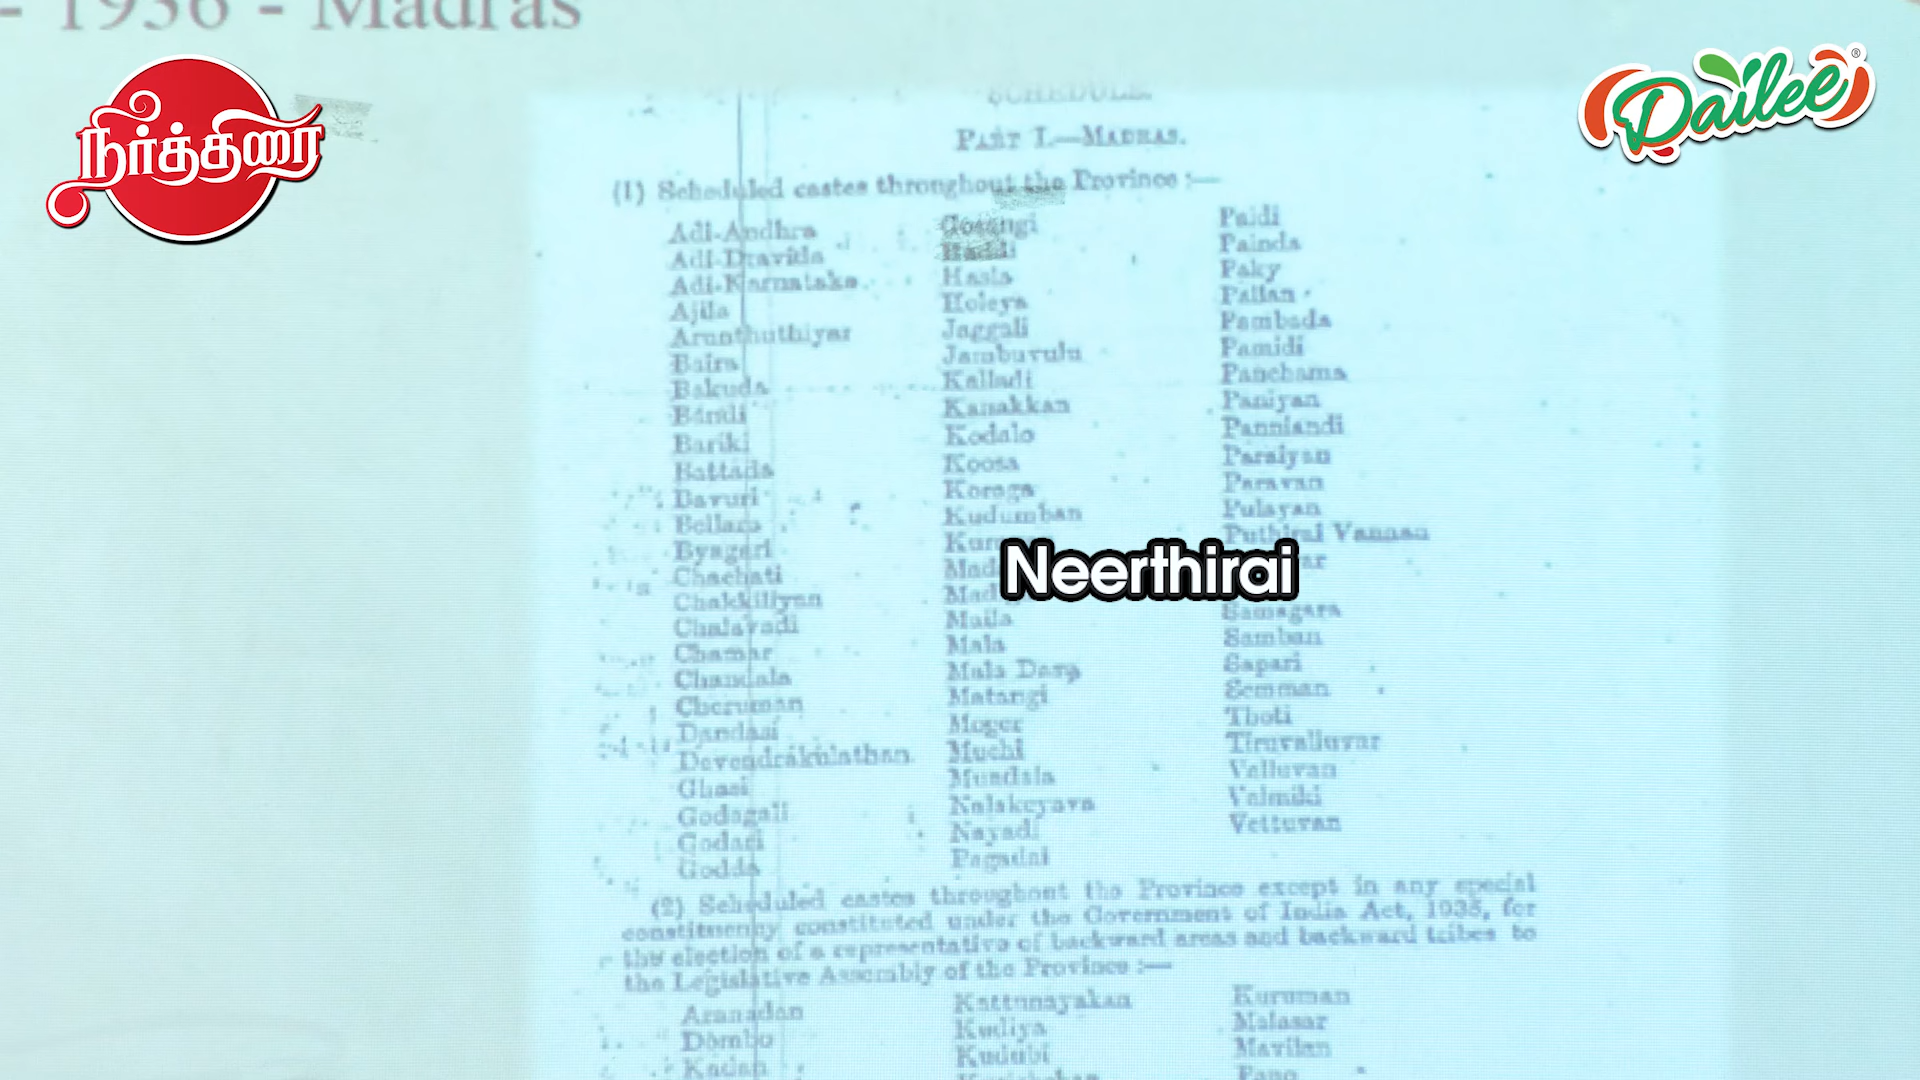 - 1936 - Madras
நீர்த்திரை
Dailee
SCHEDULE.
PART I.—MADRAS.
(1) Scheduled castes throughout the Province :—
Adi-Andhra
Adi-Dravida
Adi-Karnataka
Ajila
Arunthuthiyar
Baira
Bakuda
Bandi
Bariki
Battada
Bavuri
Bellara
Byagari
Chachati
Chakkiliyan
Chalavadi
Chamar
Chandala
Cheruman
Dandasi
Devendrakulathan
Ghasi
Godagali
Godari
Godda
Gosangi
Haddi
Hasla
Holeya
Jaggali
Jambuvulu
Kalladi
Kanakkan
Kodalo
Koosa
Koraga
Kudumban
Maila
Mala
Mala Dasu
Matangi
Moger
Muchi
Mundala
Nalakeyava
Nayadi
Pagadai
Paidi
Painda
Paky
Pallan
Pambada
Pamidi
Panchama
Paniyan
Panniandi
Paraiyan
Paravan
Pulayan
Puthirai Vannan
Neerthirai
Samagara
Samban
Sapari
Semman
Thoti
Tiruvalluvar
Valluvan
Valmiki
Vettuvan
(2) Scheduled castes throughout the Province except in any special
constituency constituted under the Government of India Act, 1935, for
the election of a representative of backward areas and backward tribes to
the Legislative Assembly of the Province :—
Aranadan
Dombo
Kadan
Kattunayakan
Kudiya
Kudubi
Kuruman
Malasar
Mavilan
Pano